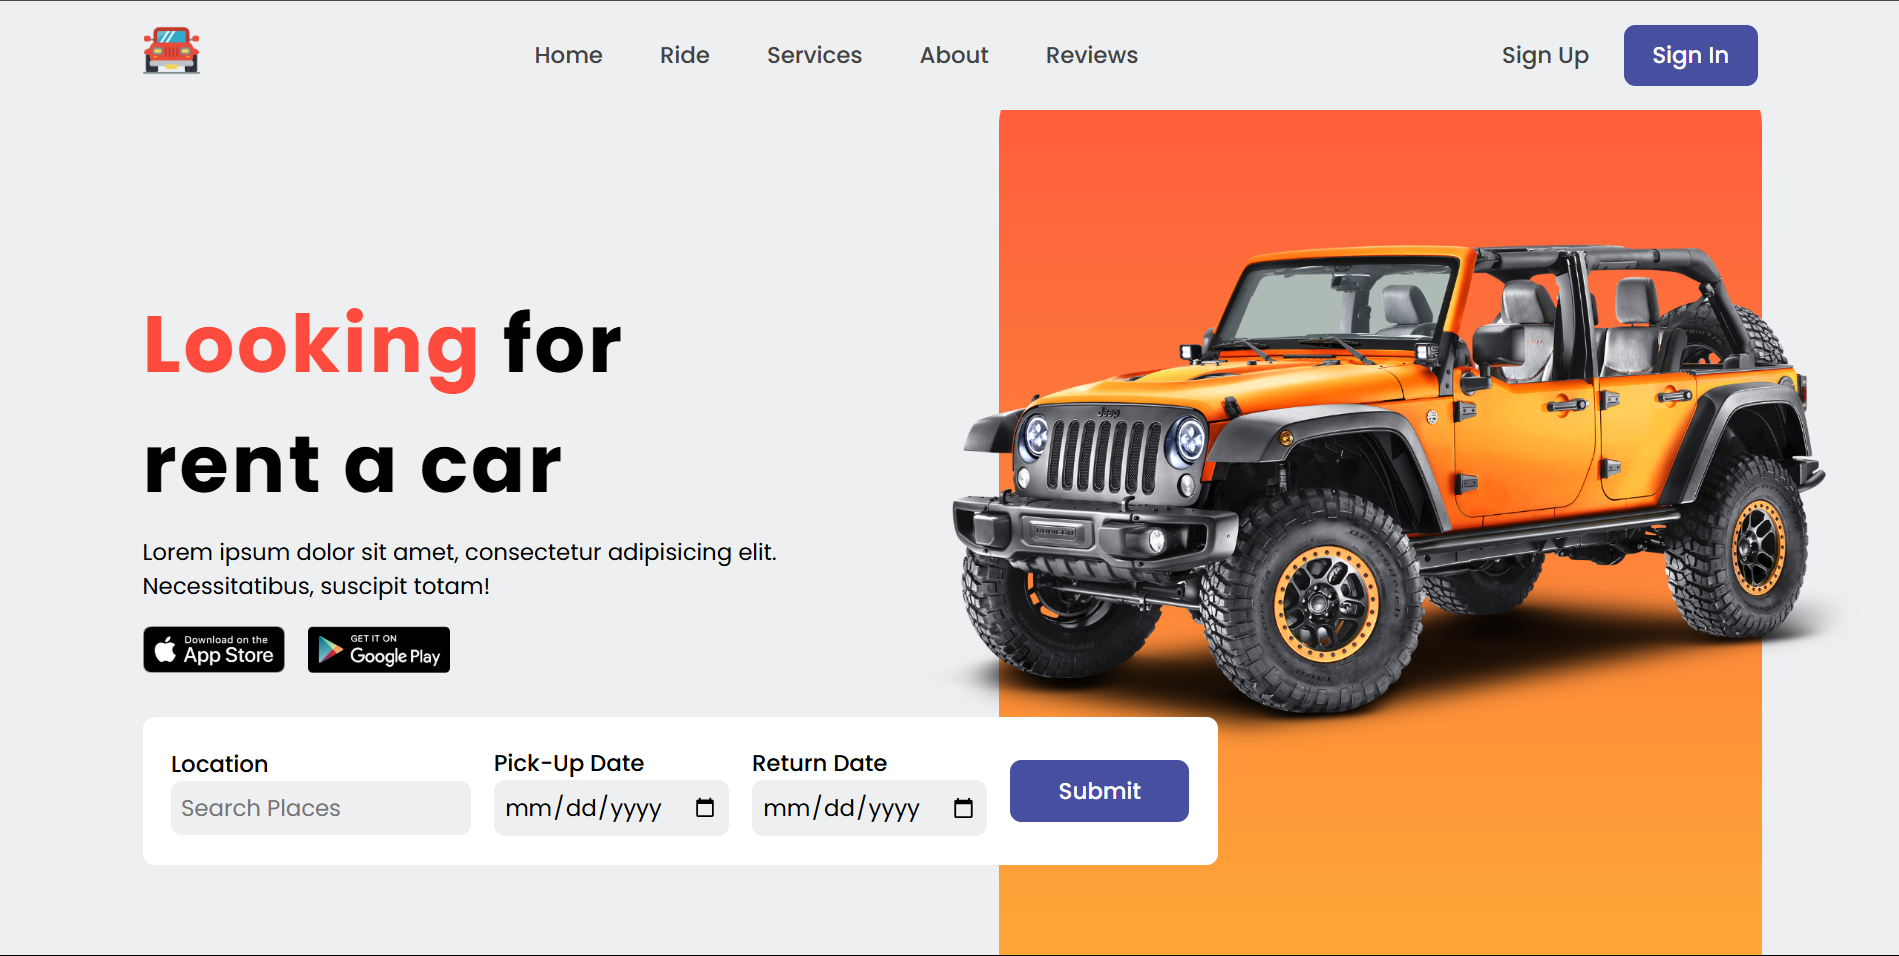 Home Ride Services About Reviews Sign Up Sign In
Looking for
rent a car
Lorem ipsum dolor sit amet, consectetur adipisicing elit.
Necessitatibus, suscipit totam!
Download on the
App Store
GET IT ON
Google Play
Jeep
RUBICON
Location Pick-Up Date Return Date
Search Places mm/dd/yyyy mm/dd/yyyy
Submit